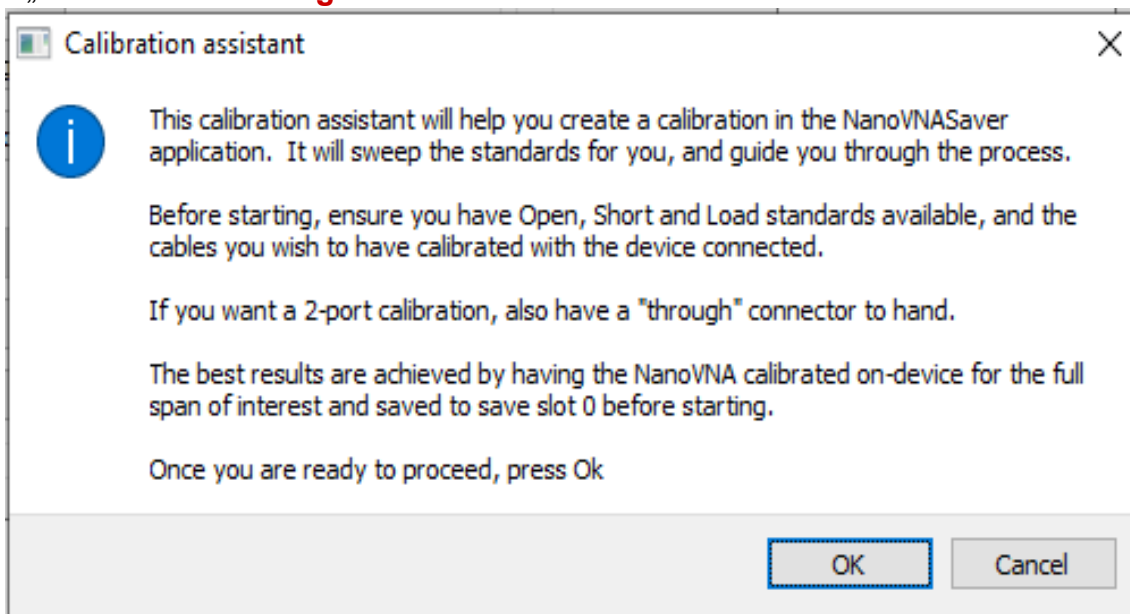 Calibration assistant
This calibration assistant will help you create a calibration in the NanoVNASaver
application.  It will sweep the standards for you, and guide you through the process.
Before starting, ensure you have Open, Short and Load standards available, and the
cables you wish to have calibrated with the device connected.
If you want a 2-port calibration, also have a "through" connector to hand.
The best results are achieved by having the NanoVNA calibrated on-device for the full
span of interest and saved to save slot 0 before starting.
Once you are ready to proceed, press Ok
OK
Cancel